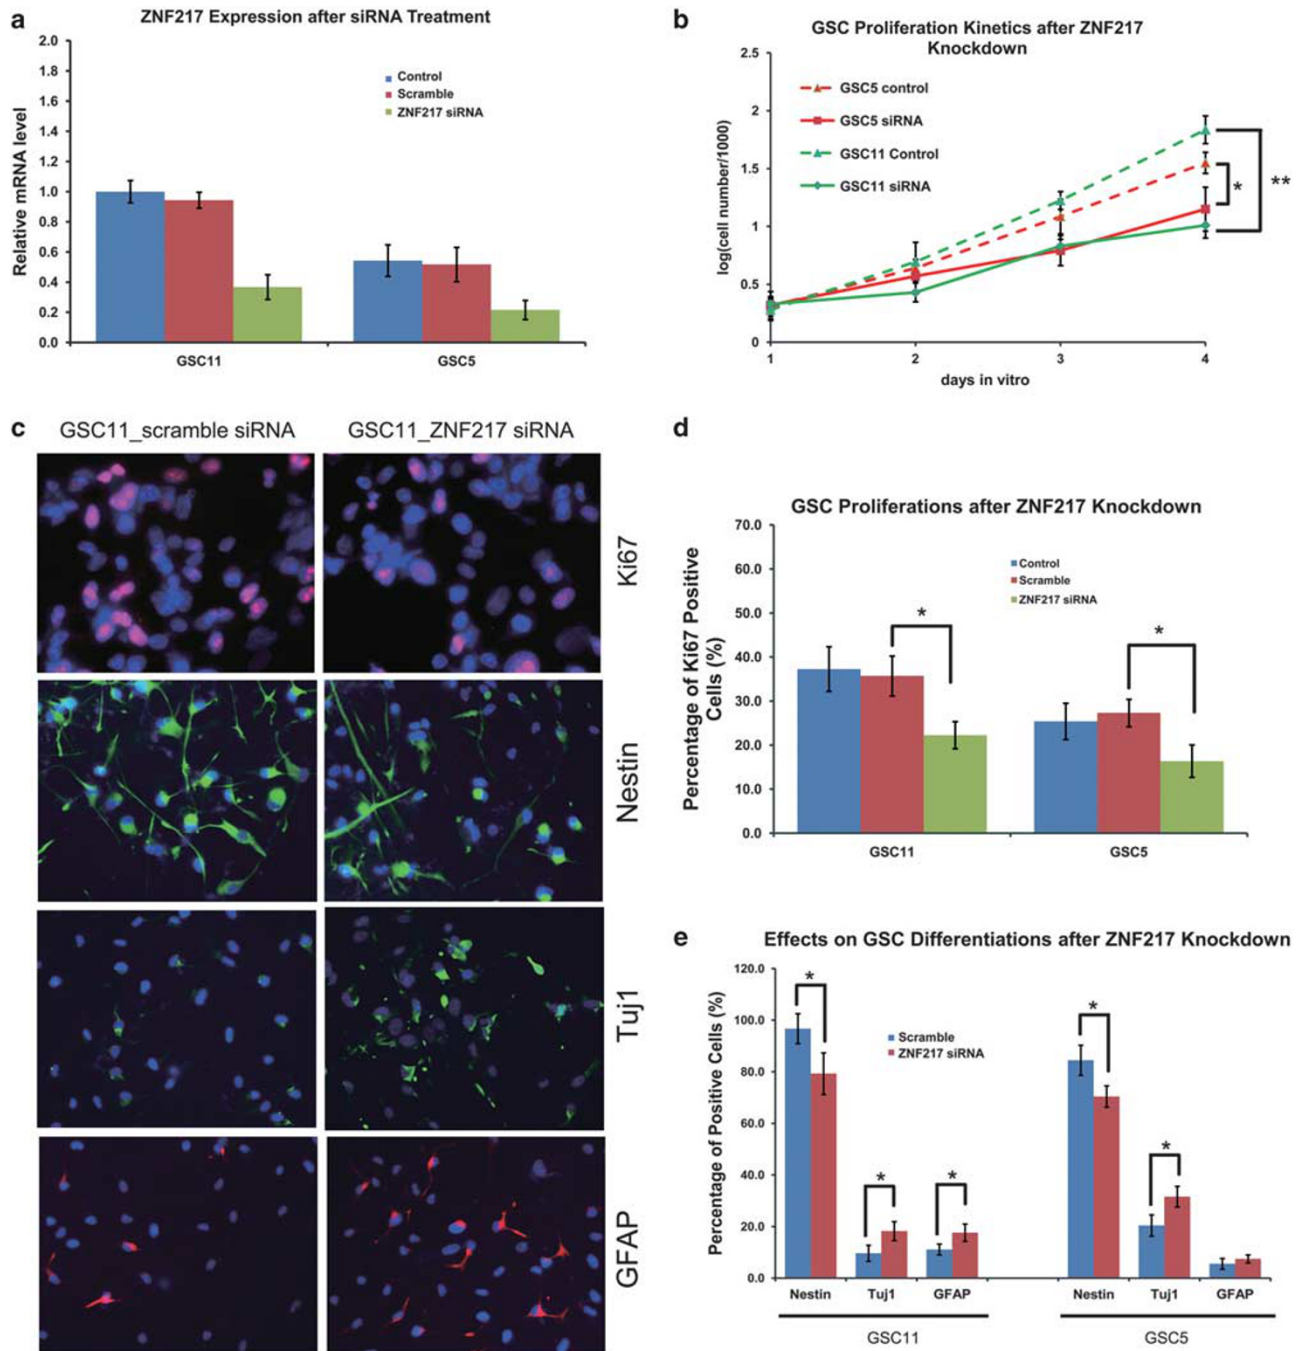 a
ZNF217 Expression after siRNA Treatment
2.0
1.8
1.6
1.4
1.2
1.0
0.8
0.6
0.4
0.2
0.0
Relative mRNA level
Control
Scramble
ZNF217 siRNA
GSC11 GSC5
b
GSC Proliferation Kinetics after ZNF217
Knockdown
2.5
2
1.5
1
0.5
0
log(cell number/1000)
GSC5 control
GSC5 siRNA
GSC11 Control
GSC11 siRNA
*
**
1 2 3 4
days in vitro
c
GSC11_scramble siRNA GSC11_ZNF217 siRNA
Ki67
Nestin
Tuj1
GFAP
d
GSC Proliferations after ZNF217 Knockdown
70.0
60.0
50.0
40.0
30.0
20.0
10.0
0.0
Percentage of Ki67 Positive
Cells (%)
Control
Scramble
ZNF217 siRNA
* *
GSC11 GSC5
e
Effects on GSC Differentiations after ZNF217 Knockdown
120.0
100.0
80.0
60.0
40.0
20.0
0.0
Percentage of Positive Cells (%)
Scramble
ZNF217 siRNA
* * * * *
Nestin Tuj1 GFAP Nestin Tuj1 GFAP
GSC11 GSC5